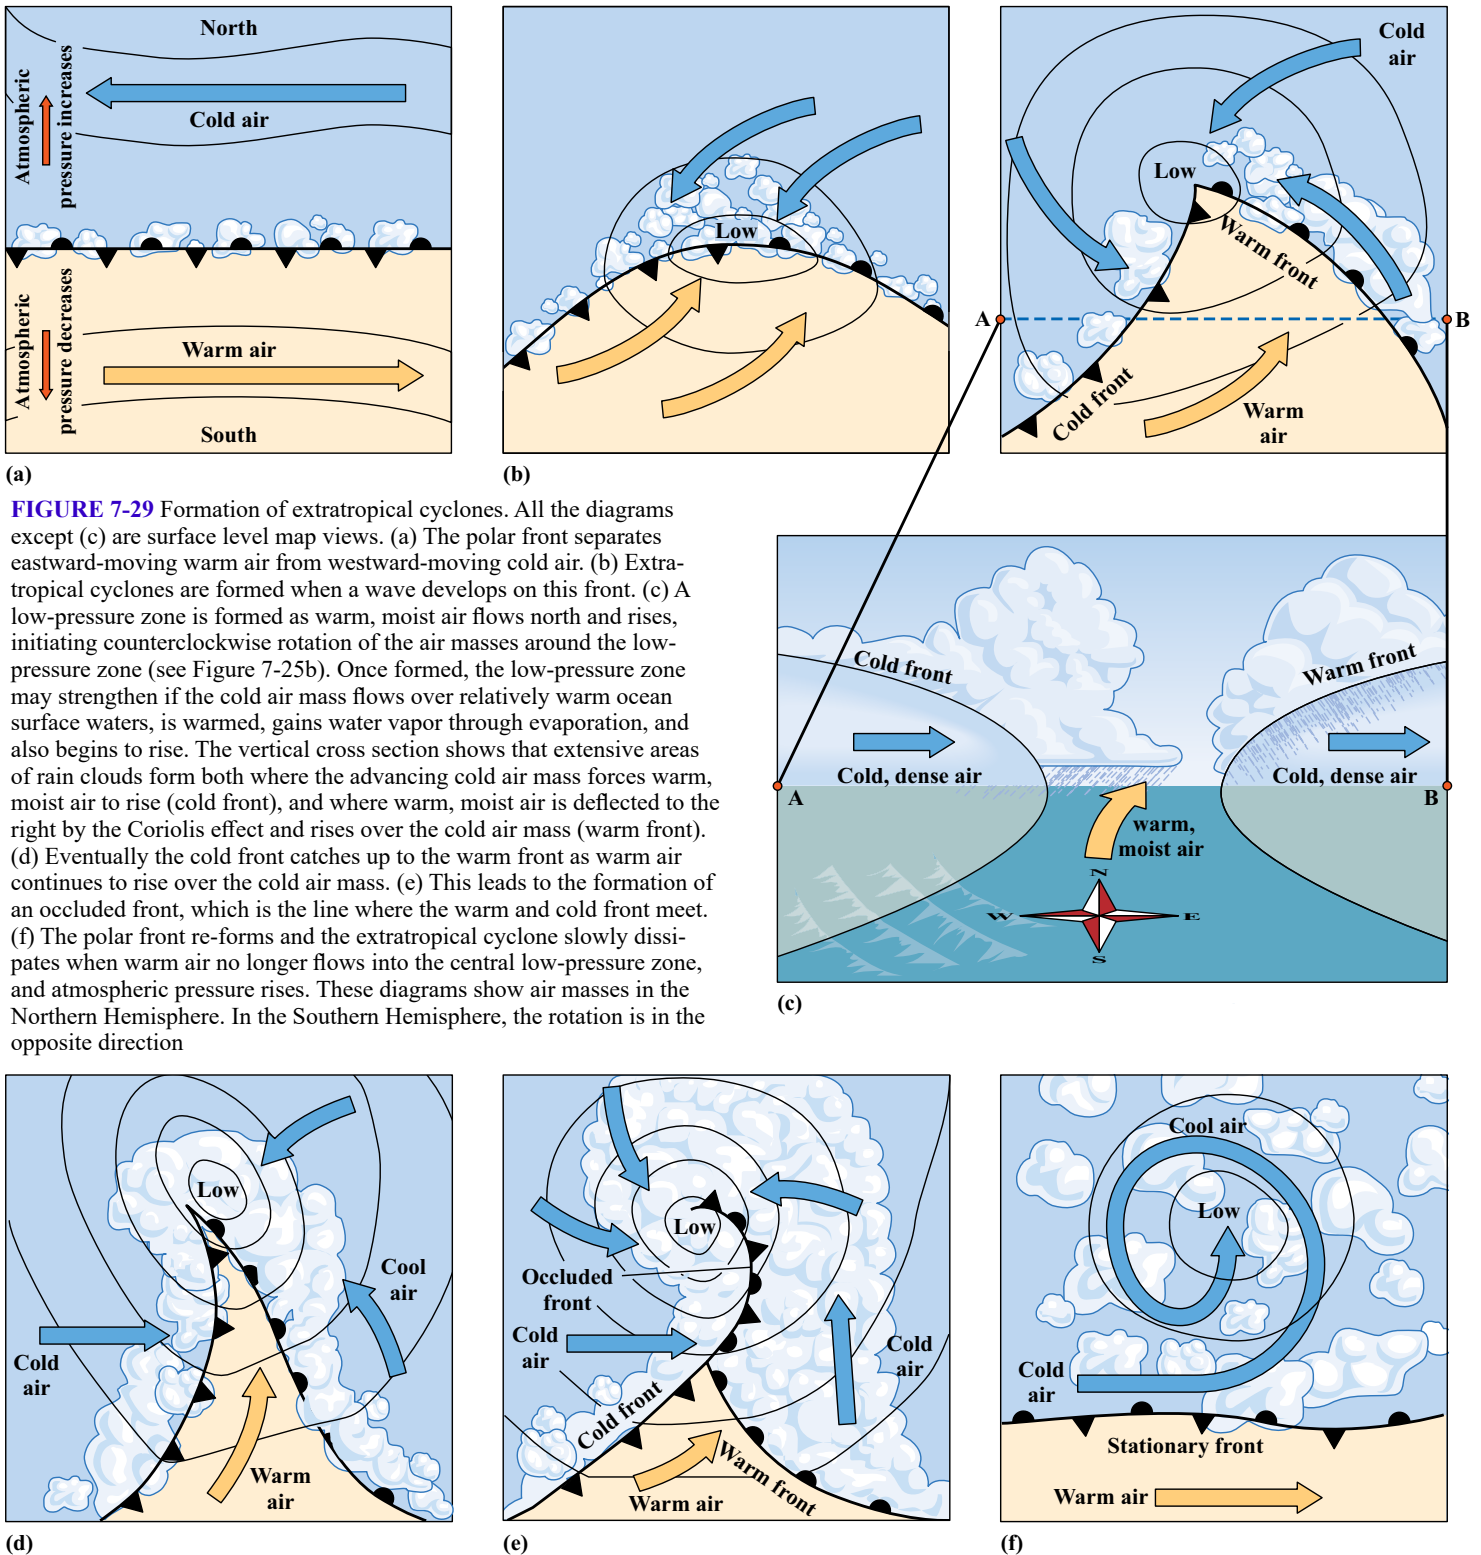 North
Atmospheric
pressure increases
Cold air
Atmospheric
pressure decreases
Warm air
South
(a)
Low
(b)
Cold
air
Low
Warm front
A
B
Cold front
Warm
air
FIGURE 7-29 Formation of extratropical cyclones. All the diagrams
except (c) are surface level map views. (a) The polar front separates
eastward-moving warm air from westward-moving cold air. (b) Extra-
tropical cyclones are formed when a wave develops on this front. (c) A
low-pressure zone is formed as warm, moist air flows north and rises,
initiating counterclockwise rotation of the air masses around the low-
pressure zone (see Figure 7-25b). Once formed, the low-pressure zone
may strengthen if the cold air mass flows over relatively warm ocean
surface waters, is warmed, gains water vapor through evaporation, and
also begins to rise. The vertical cross section shows that extensive areas
of rain clouds form both where the advancing cold air mass forces warm,
moist air to rise (cold front), and where warm, moist air is deflected to the
right by the Coriolis effect and rises over the cold air mass (warm front).
(d) Eventually the cold front catches up to the warm front as warm air
continues to rise over the cold air mass. (e) This leads to the formation of
an occluded front, which is the line where the warm and cold front meet.
(f) The polar front re-forms and the extratropical cyclone slowly dissi-
pates when warm air no longer flows into the central low-pressure zone,
and atmospheric pressure rises. These diagrams show air masses in the
Northern Hemisphere. In the Southern Hemisphere, the rotation is in the
opposite direction
Cold front
Warm front
Cold, dense air
Cold, dense air
A
B
warm,
moist air
N
W
E
S
(c)
Low
Cool
air
Cold
air
Warm
air
(d)
Low
Occluded
front
Cold
air
Cold
air
Cold front
Warm front
Warm air
(e)
Cool air
Low
Cold
air
Stationary front
Warm air
(f)